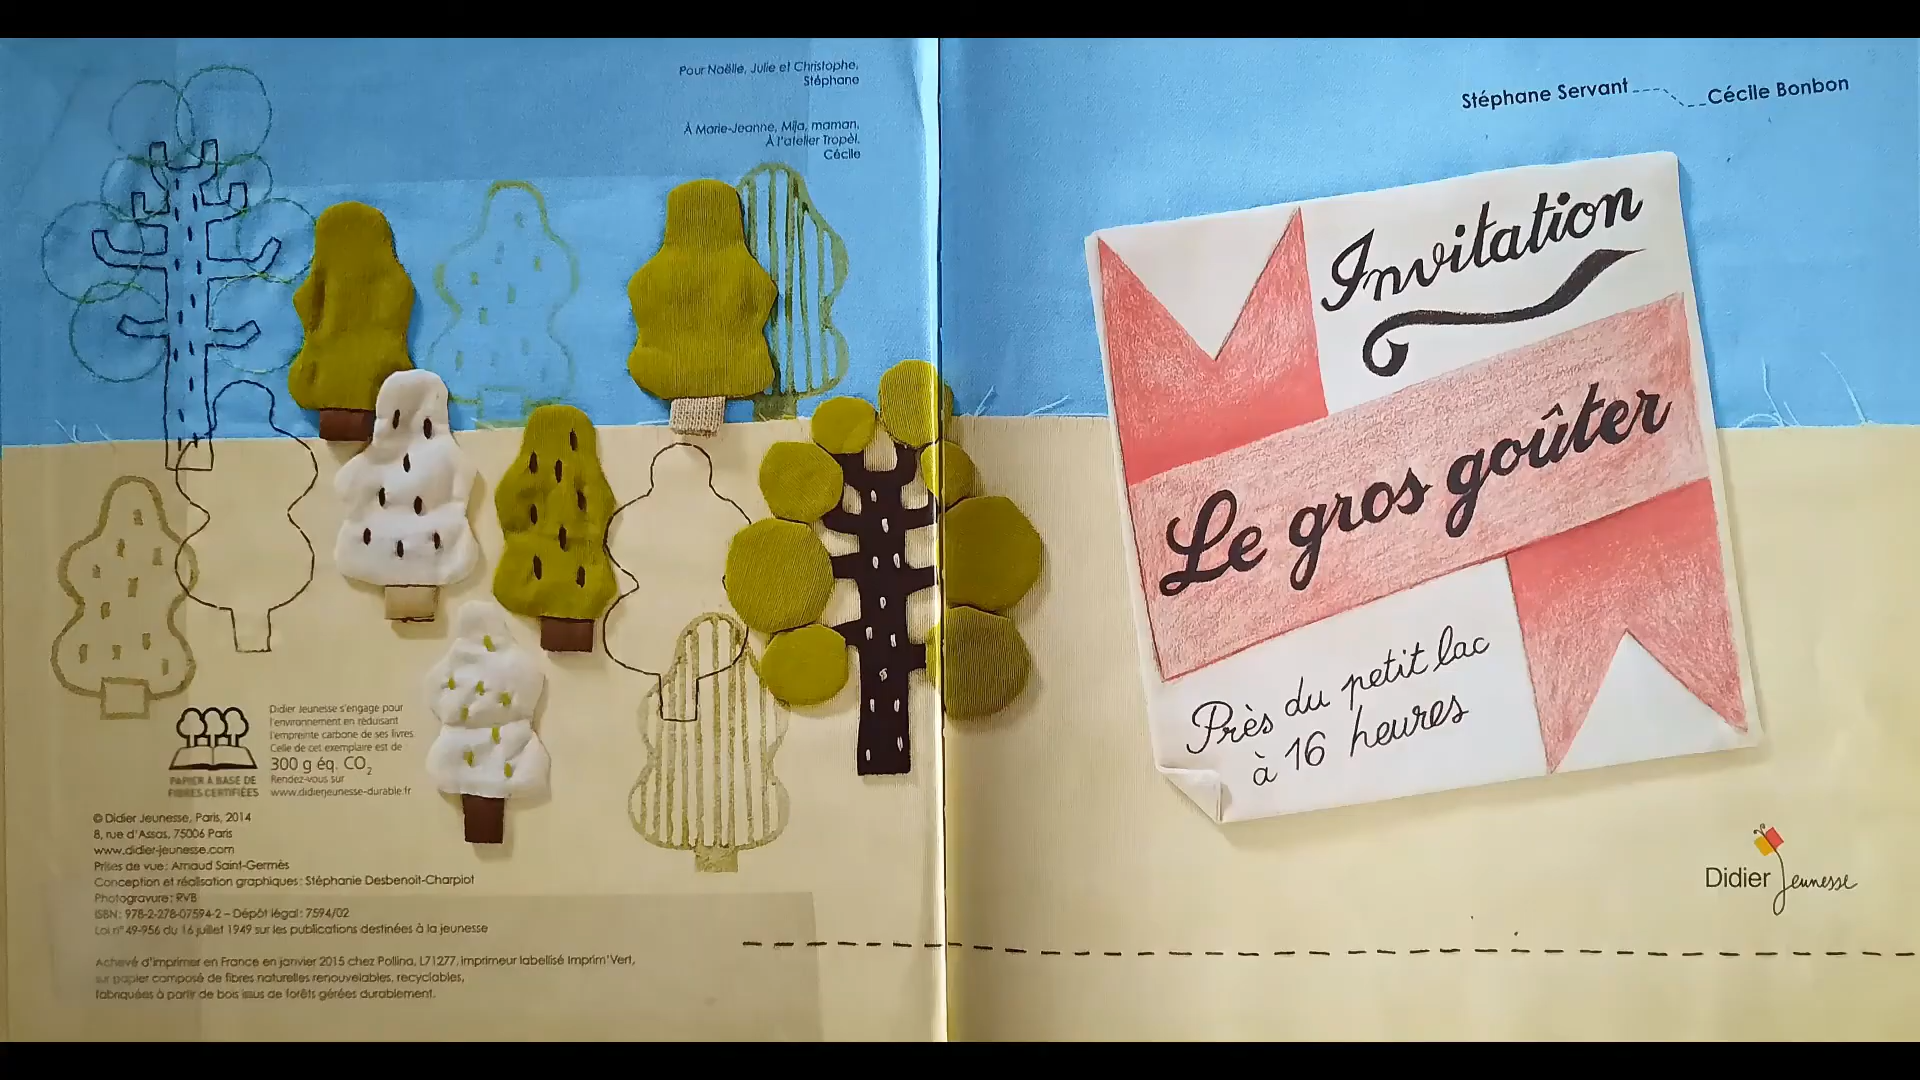 Pour Noëlle, Julie et Christophe,
Stéphane
À Marie-Jeanne, Mija, maman.
À l'atelier Tropèl.
Cécile
Didier Jeunesse s'engage pour
l'environnement en réduisant
l'empreinte carbone de ses livres.
Celle de cet exemplaire est de
300 g éq. CO2
Rendez-vous sur
www.didierjeunesse-durable.fr
PAPIER À BASE DE
FIBRES CERTIFIÉES
© Didier Jeunesse, Paris, 2014
8, rue d'Assas, 75006 Paris
www.didier-jeunesse.com
Prises de vue : Arnaud Saint-Germès
Conception et réalisation graphiques : Stéphanie Desbenoit-Charpiot
Photogravure : RVB
ISBN : 978-2-278-07594-2 – Dépôt légal : 7594/02
Loi n° 49-956 du 16 juillet 1949 sur les publications destinées à la jeunesse
Achevé d'imprimer en France en janvier 2015 chez Pollina, L71277, imprimeur labellisé Imprim'Vert,
sur papier composé de fibres naturelles renouvelables, recyclables,
fabriquées à partir de bois issus de forêts gérées durablement.
Stéphane Servant Cécile Bonbon
Invitation
Le gros goûter
Près du petit lac
à 16 heures
Didier Jeunesse